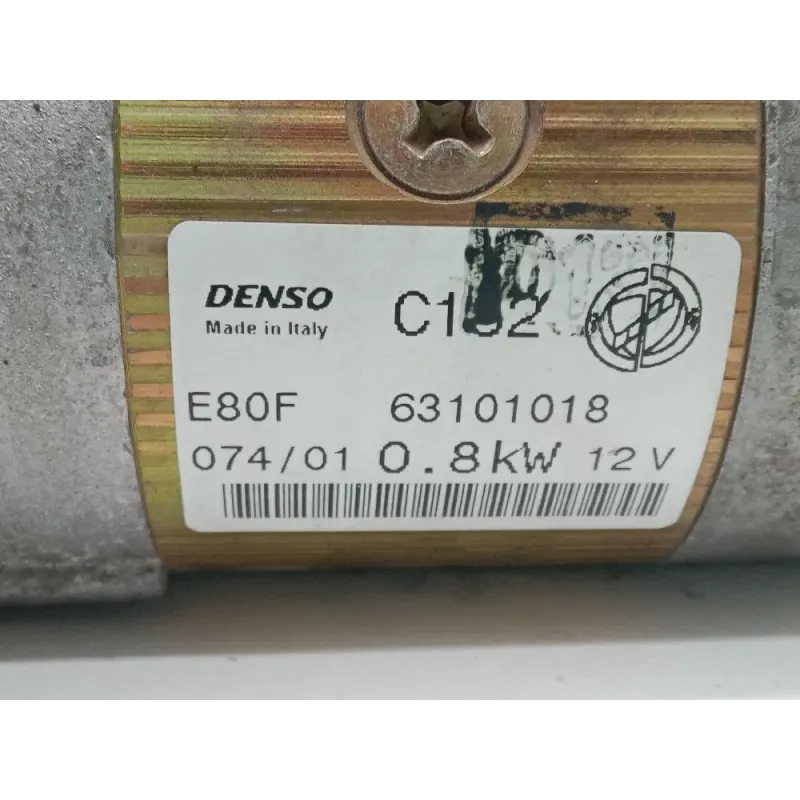 DENSO
Made in Italy
E80F 63101018
074/01 0.8kW 12V